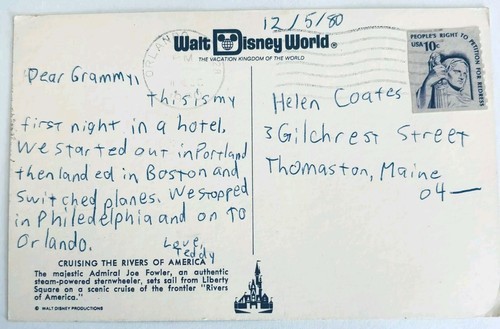 12/5/80
Walt Disney World®
THE VACATION KINGDOM OF THE WORLD
ORLANDO
PM
PEOPLE'S RIGHT TO PETITION
FOR REDRESS
USA 10c
Dear Grammy,
This is my
first night in a hotel.
We started out in Portland
then landed in Boston and
switched planes. We stopped
in Philadelphia and on TO
Orlando.
Love,
Teddy
Helen Coates
3 Gilchrest Street
Thomaston, Maine
04—
CRUISING THE RIVERS OF AMERICA
The majestic Admiral Joe Fowler, an authentic
steam-powered sternwheeler, sets sail from Liberty
Square on a scenic cruise of the frontier "Rivers
of America."
© WALT DISNEY PRODUCTIONS